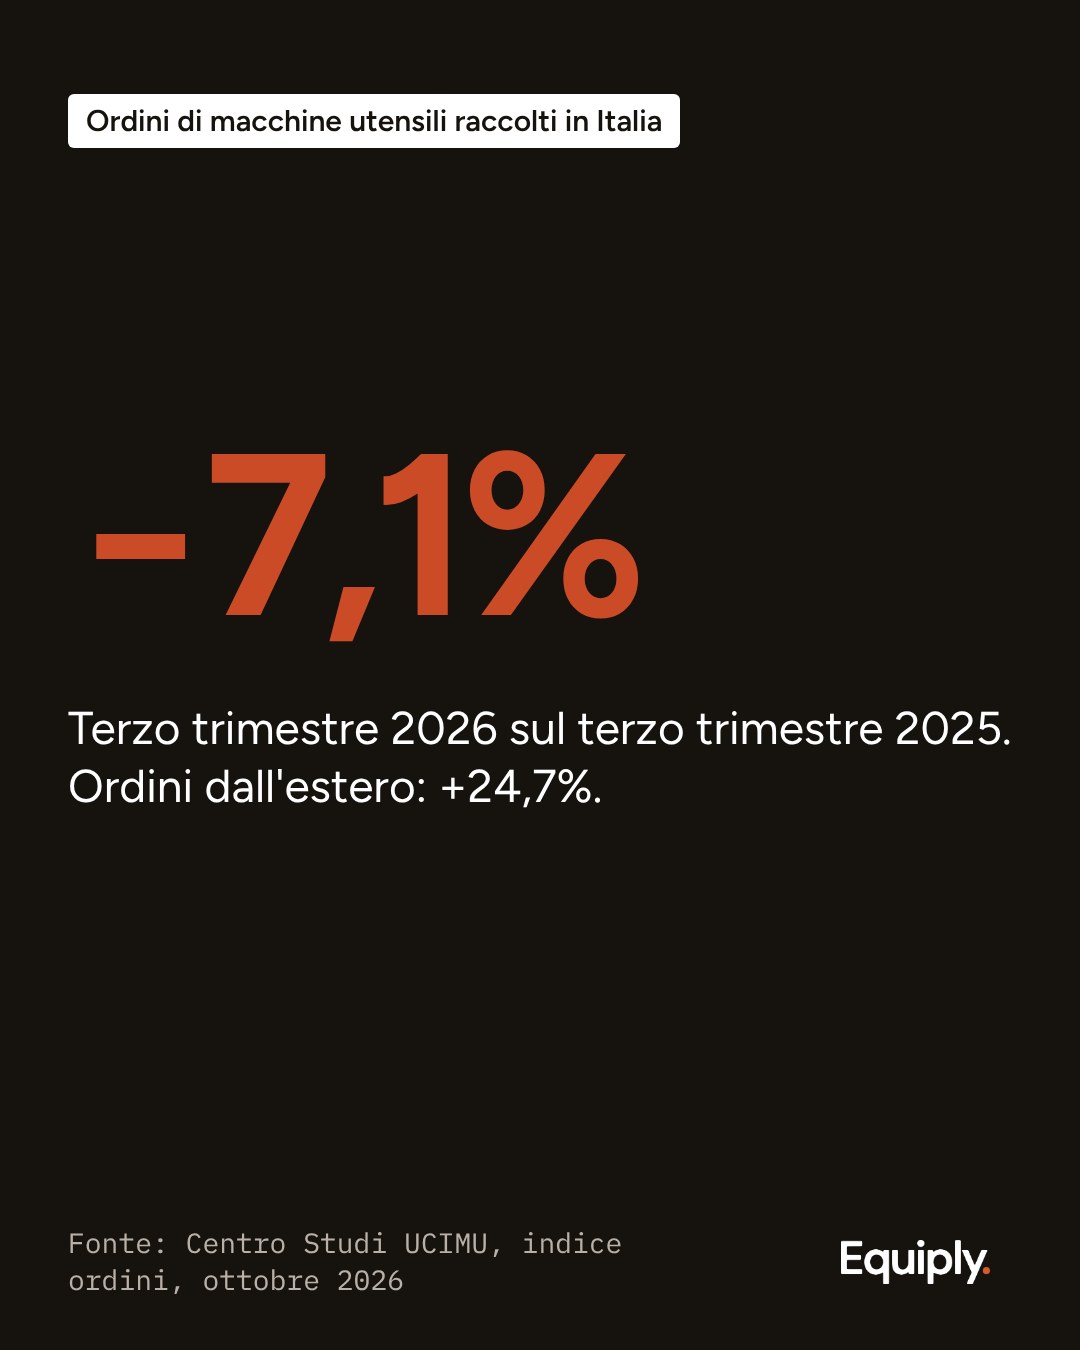 Ordini di macchine utensili raccolti in Italia
–7,1%
Terzo trimestre 2026 sul terzo trimestre 2025.
Ordini dall'estero: +24,7%.
Fonte: Centro Studi UCIMU, indice
ordini, ottobre 2026
Equiply.